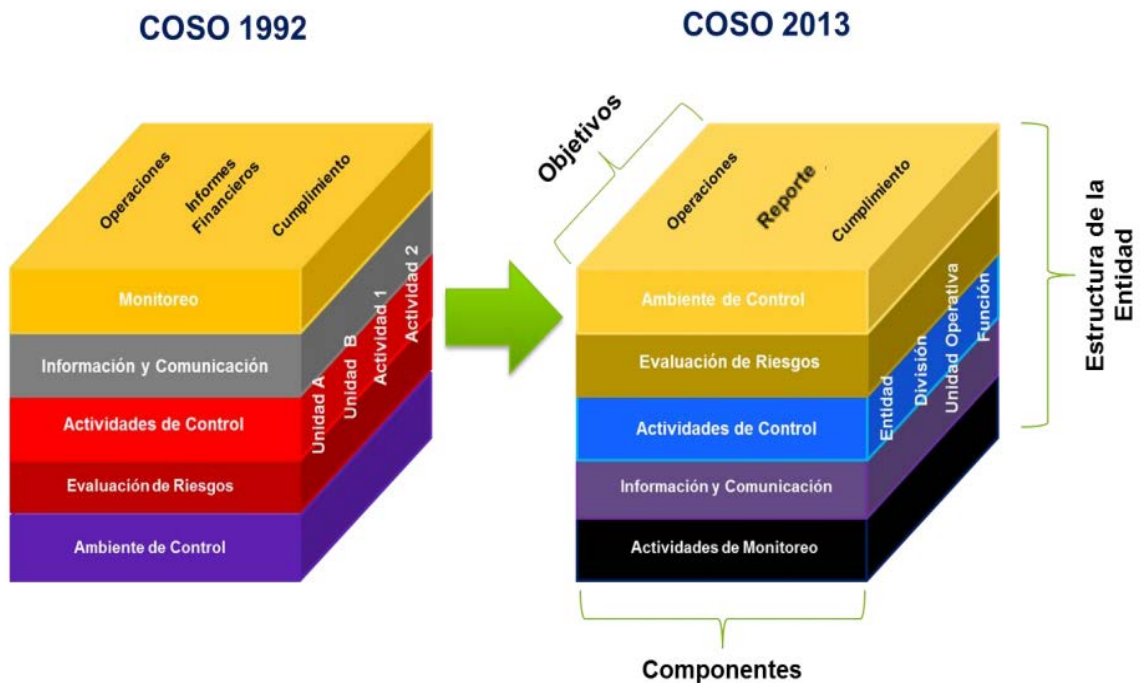 COSO 1992
Operaciones
Informes
Financieros
Cumplimiento
Monitoreo
Información y Comunicación
Actividades de Control
Evaluación de Riesgos
Ambiente de Control
Unidad A
Unidad B
Actividad 1
Actividad 2
COSO 2013
Objetivos
Operaciones
Reporte
Cumplimiento
Ambiente de Control
Evaluación de Riesgos
Actividades de Control
Información y Comunicación
Actividades de Monitoreo
Entidad
División
Unidad Operativa
Función
Estructura de la
Entidad
Componentes